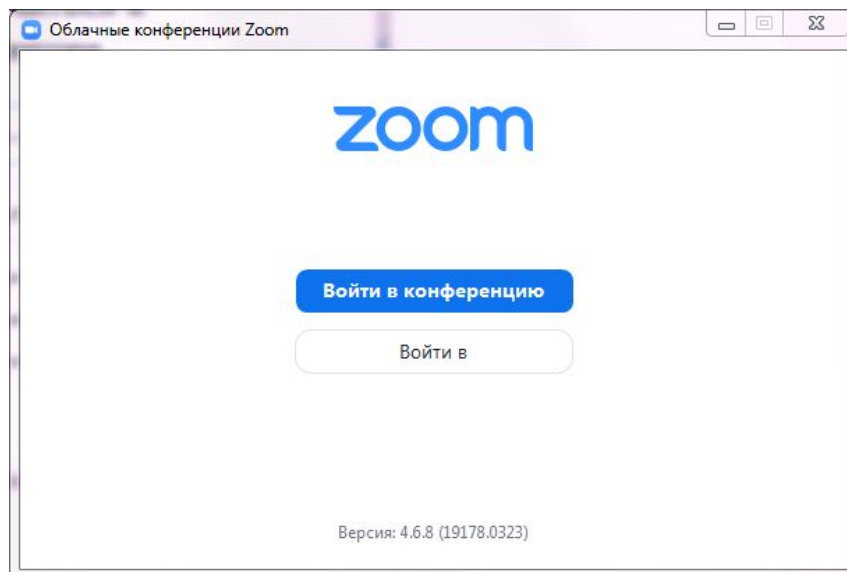 Облачные конференции Zoom
zoom
Войти в конференцию
Войти в
Версия: 4.6.8 (19178.0323)